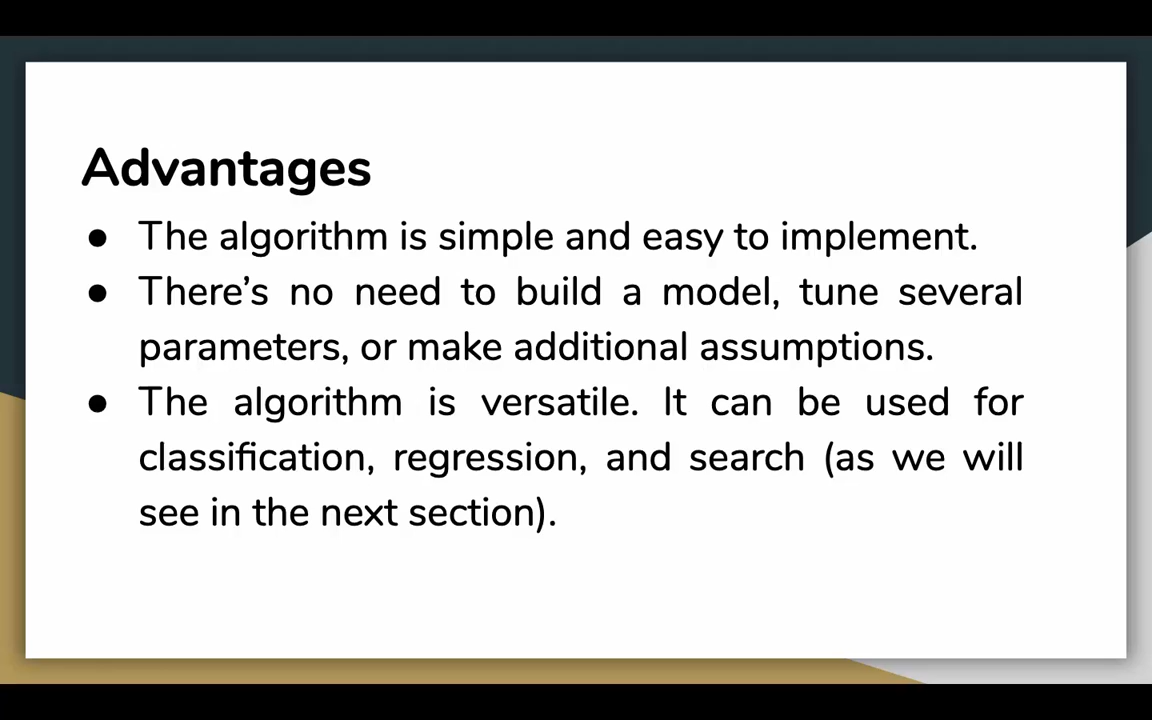 Advantages
● The algorithm is simple and easy to implement.
● There’s no need to build a model, tune several
parameters, or make additional assumptions.
● The algorithm is versatile. It can be used for
classification, regression, and search (as we will
see in the next section).